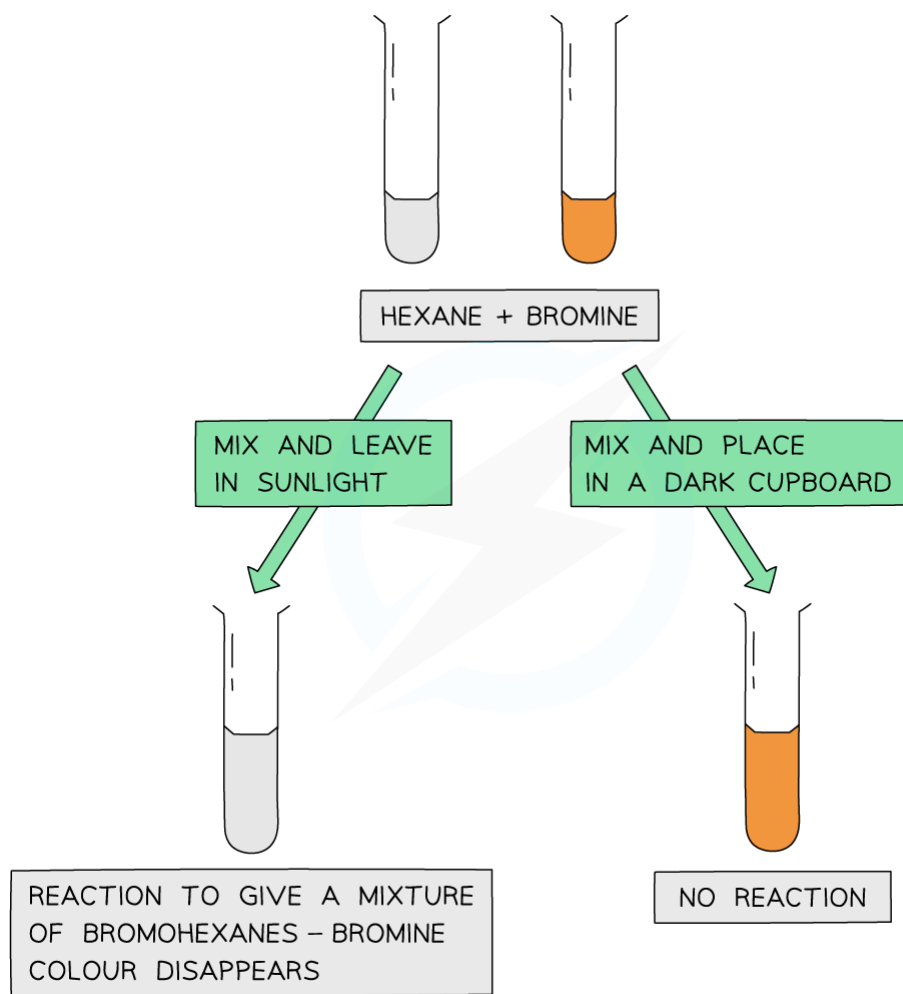 HEXANE + BROMINE
MIX AND LEAVE
IN SUNLIGHT
MIX AND PLACE
IN A DARK CUPBOARD
REACTION TO GIVE A MIXTURE
OF BROMOHEXANES – BROMINE
COLOUR DISAPPEARS
NO REACTION